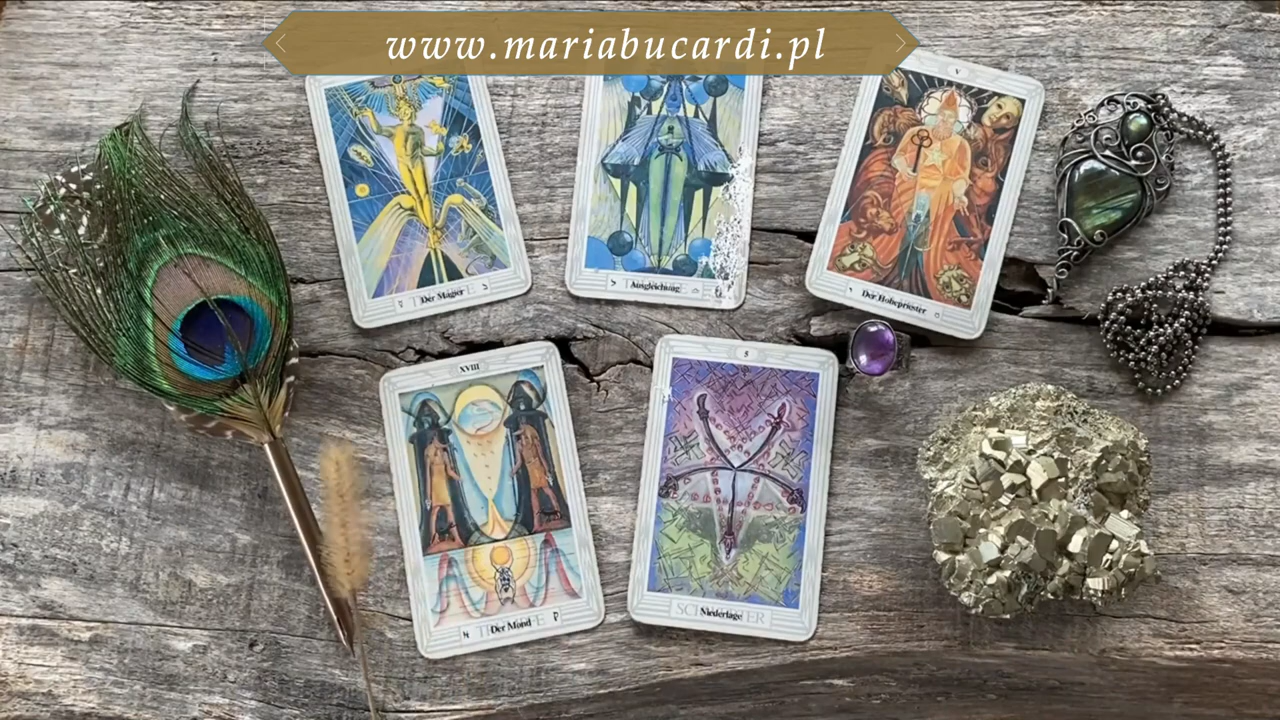 www.mariabucardi.pl
V
Der Magier
Ausgleichung
Der Hohepriester
XVIII
5
Der Mond
Niederlage